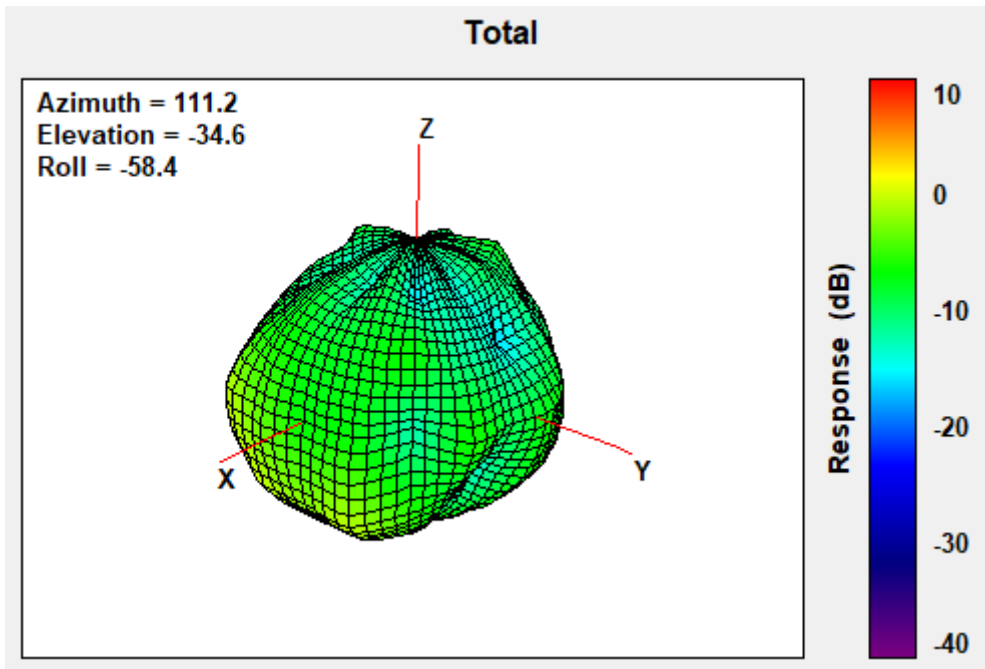 Total
Azimuth = 111.2
Elevation = -34.6
Roll = -58.4
Z
X
Y
10
0
-10
-20
-30
-40
Response (dB)